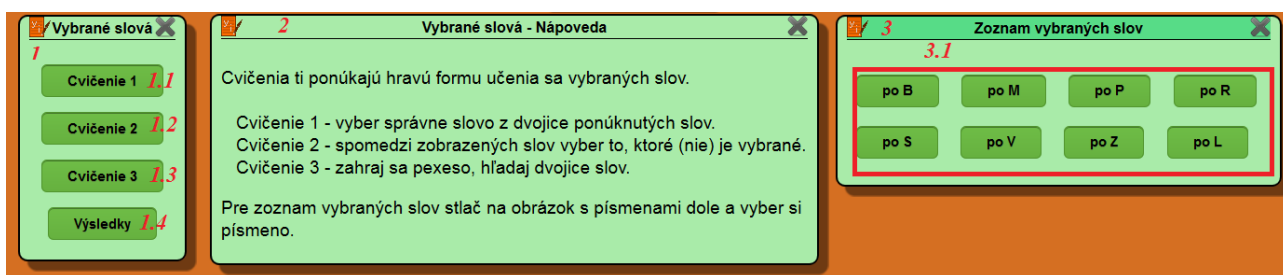 Vybrané slová
1
Cvičenie 1 1.1
Cvičenie 2 1.2
Cvičenie 3 1.3
Výsledky 1.4
2 Vybrané slová - Nápoveda
Cvičenia ti ponúkajú hravú formu učenia sa vybraných slov.
Cvičenie 1 - vyber správne slovo z dvojice ponúknutých slov.
Cvičenie 2 - spomedzi zobrazených slov vyber to, ktoré (nie) je vybrané.
Cvičenie 3 - zahraj sa pexeso, hľadaj dvojice slov.
Pre zoznam vybraných slov stlač na obrázok s písmenami dole a vyber si
písmeno.
3 Zoznam vybraných slov
3.1
po B po M po P po R
po S po V po Z po L